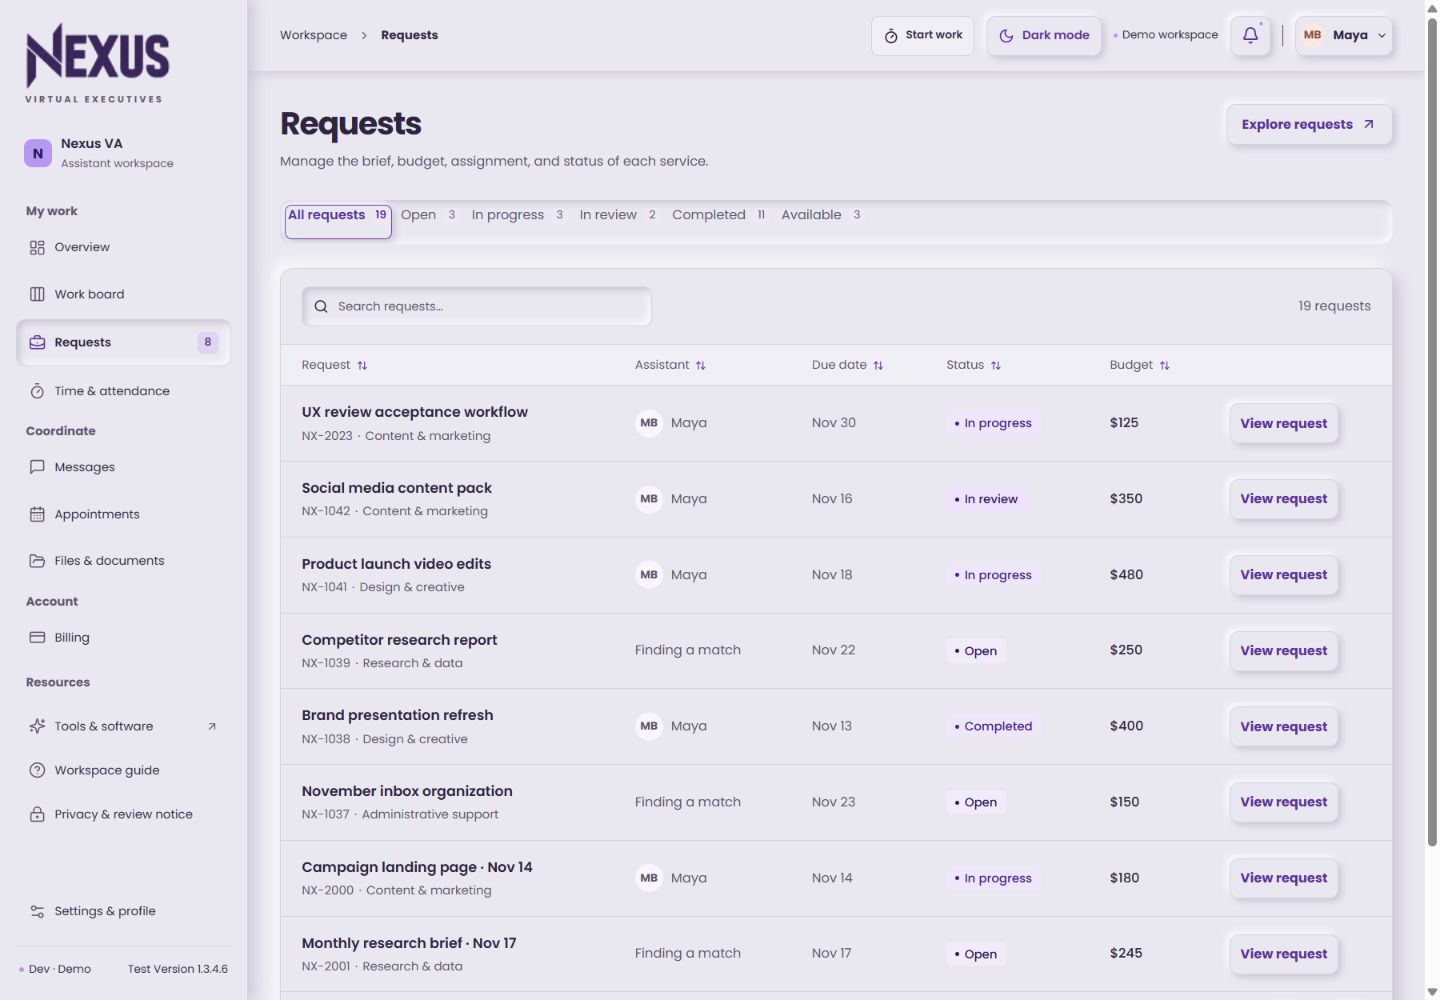 NEXUS
VIRTUAL EXECUTIVES
N
Nexus VA
Assistant workspace
My work
Overview
Work board
Requests 8
Time & attendance
Coordinate
Messages
Appointments
Files & documents
Account
Billing
Resources
Tools & software
Workspace guide
Privacy & review notice
Settings & profile
Dev · Demo Test Version 1.3.4.6
Workspace > Requests
Start work
Dark mode
Demo workspace
MB Maya
Requests
Manage the brief, budget, assignment, and status of each service.
Explore requests
All requests 19 Open 3 In progress 3 In review 2 Completed 11 Available 3
Search requests...
19 requests
Request Assistant Due date Status Budget
UX review acceptance workflow
NX-2023 · Content & marketing
MB Maya Nov 30 In progress $125 View request
Social media content pack
NX-1042 · Content & marketing
MB Maya Nov 16 In review $350 View request
Product launch video edits
NX-1041 · Design & creative
MB Maya Nov 18 In progress $480 View request
Competitor research report
NX-1039 · Research & data
Finding a match Nov 22 Open $250 View request
Brand presentation refresh
NX-1038 · Design & creative
MB Maya Nov 13 Completed $400 View request
November inbox organization
NX-1037 · Administrative support
Finding a match Nov 23 Open $150 View request
Campaign landing page · Nov 14
NX-2000 · Content & marketing
MB Maya Nov 14 In progress $180 View request
Monthly research brief · Nov 17
NX-2001 · Research & data
Finding a match Nov 17 Open $245 View request